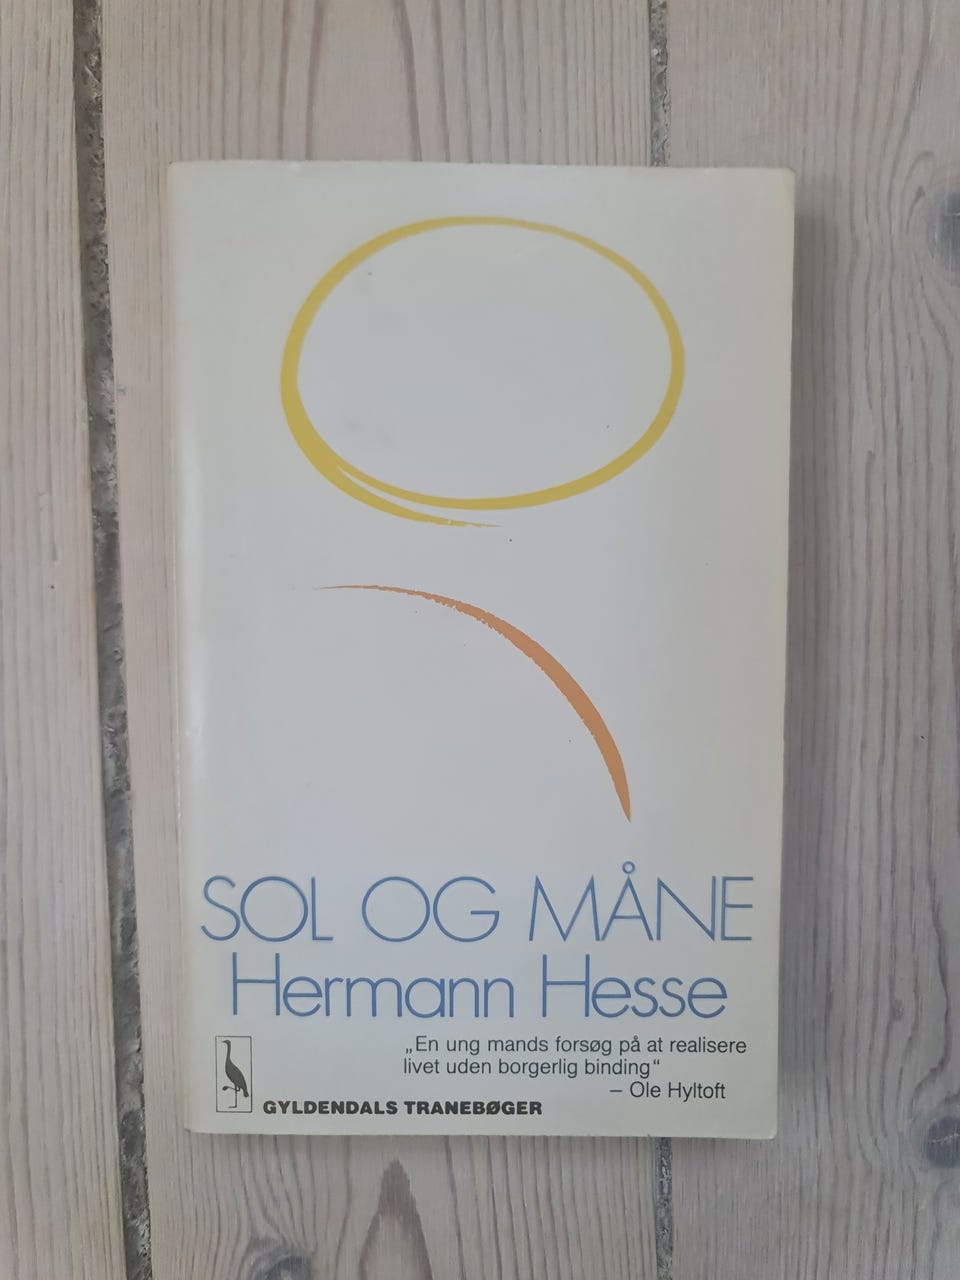 SOL OG MÅNE
Hermann Hesse
„En ung mands forsøg på at realisere
livet uden borgerlig binding“
– Ole Hyltoft
GYLDENDALS TRANEBØGER